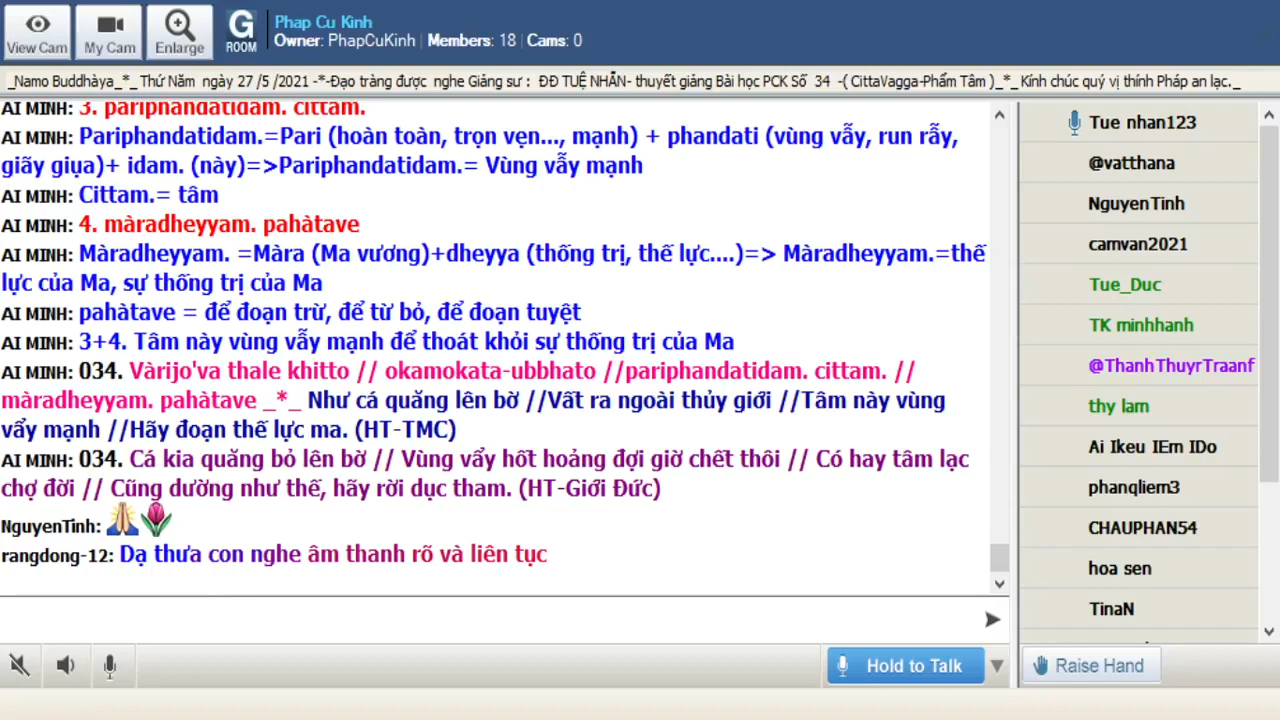 View Cam
My Cam
Enlarge
G
ROOM
Phap Cu Kinh
Owner: PhapCuKinh | Members: 18 | Cams: 0
_Namo Buddhàya_*_ Thứ Năm ngày 27 /5 /2021 -*-Đạo tràng được nghe Giảng sư : ĐĐ TUỆ NHẪN- thuyết giảng Bài học PCK Số 34 -( CittaVagga-Phẩm Tâm )_*_ Kính chúc quý vị thính Pháp an lạc._
AI MINH: 3. pariphandatidam. cittam.
AI MINH: Pariphandatidam.=Pari (hoàn toàn, trọn vẹn..., mạnh) + phandati (vùng vẫy, run rẫy,
giãy giụa)+ idam. (này)=>Pariphandatidam.= Vùng vẫy mạnh
AI MINH: Cittam.= tâm
AI MINH: 4. màradheyyam. pahàtave
AI MINH: Màradheyyam. =Màra (Ma vương)+dheyya (thống trị, thế lực....)=> Màradheyyam.=thế
lực của Ma, sự thống trị của Ma
AI MINH: pahàtave = để đoạn trừ, để từ bỏ, để đoạn tuyệt
AI MINH: 3+4. Tâm này vùng vẫy mạnh để thoát khỏi sự thống trị của Ma
AI MINH: 034. Vàrijo'va thale khitto // okamokata-ubbhato //pariphandatidam. cittam. //
màradheyyam. pahàtave _*_ Như cá quăng lên bờ //Vất ra ngoài thủy giới //Tâm này vùng
vẩy mạnh //Hãy đoạn thế lực ma. (HT-TMC)
AI MINH: 034. Cá kia quăng bỏ lên bờ // Vùng vẩy hốt hoảng đợi giờ chết thôi // Có hay tâm lạc
chợ đời // Cũng dường như thế, hãy rời dục tham. (HT-Giới Đức)
NguyenTinh:
rangdong-12: Dạ thưa con nghe âm thanh rõ và liên tục
Hold to Talk
Tue nhan123
@vatthana
NguyenTinh
camvan2021
Tue_Duc
TK minhhanh
@ThanhThuyrTraanf
thy lam
Ai Ikeu IEm IDo
phanqliem3
CHAUPHAN54
hoa sen
TinaN
Raise Hand